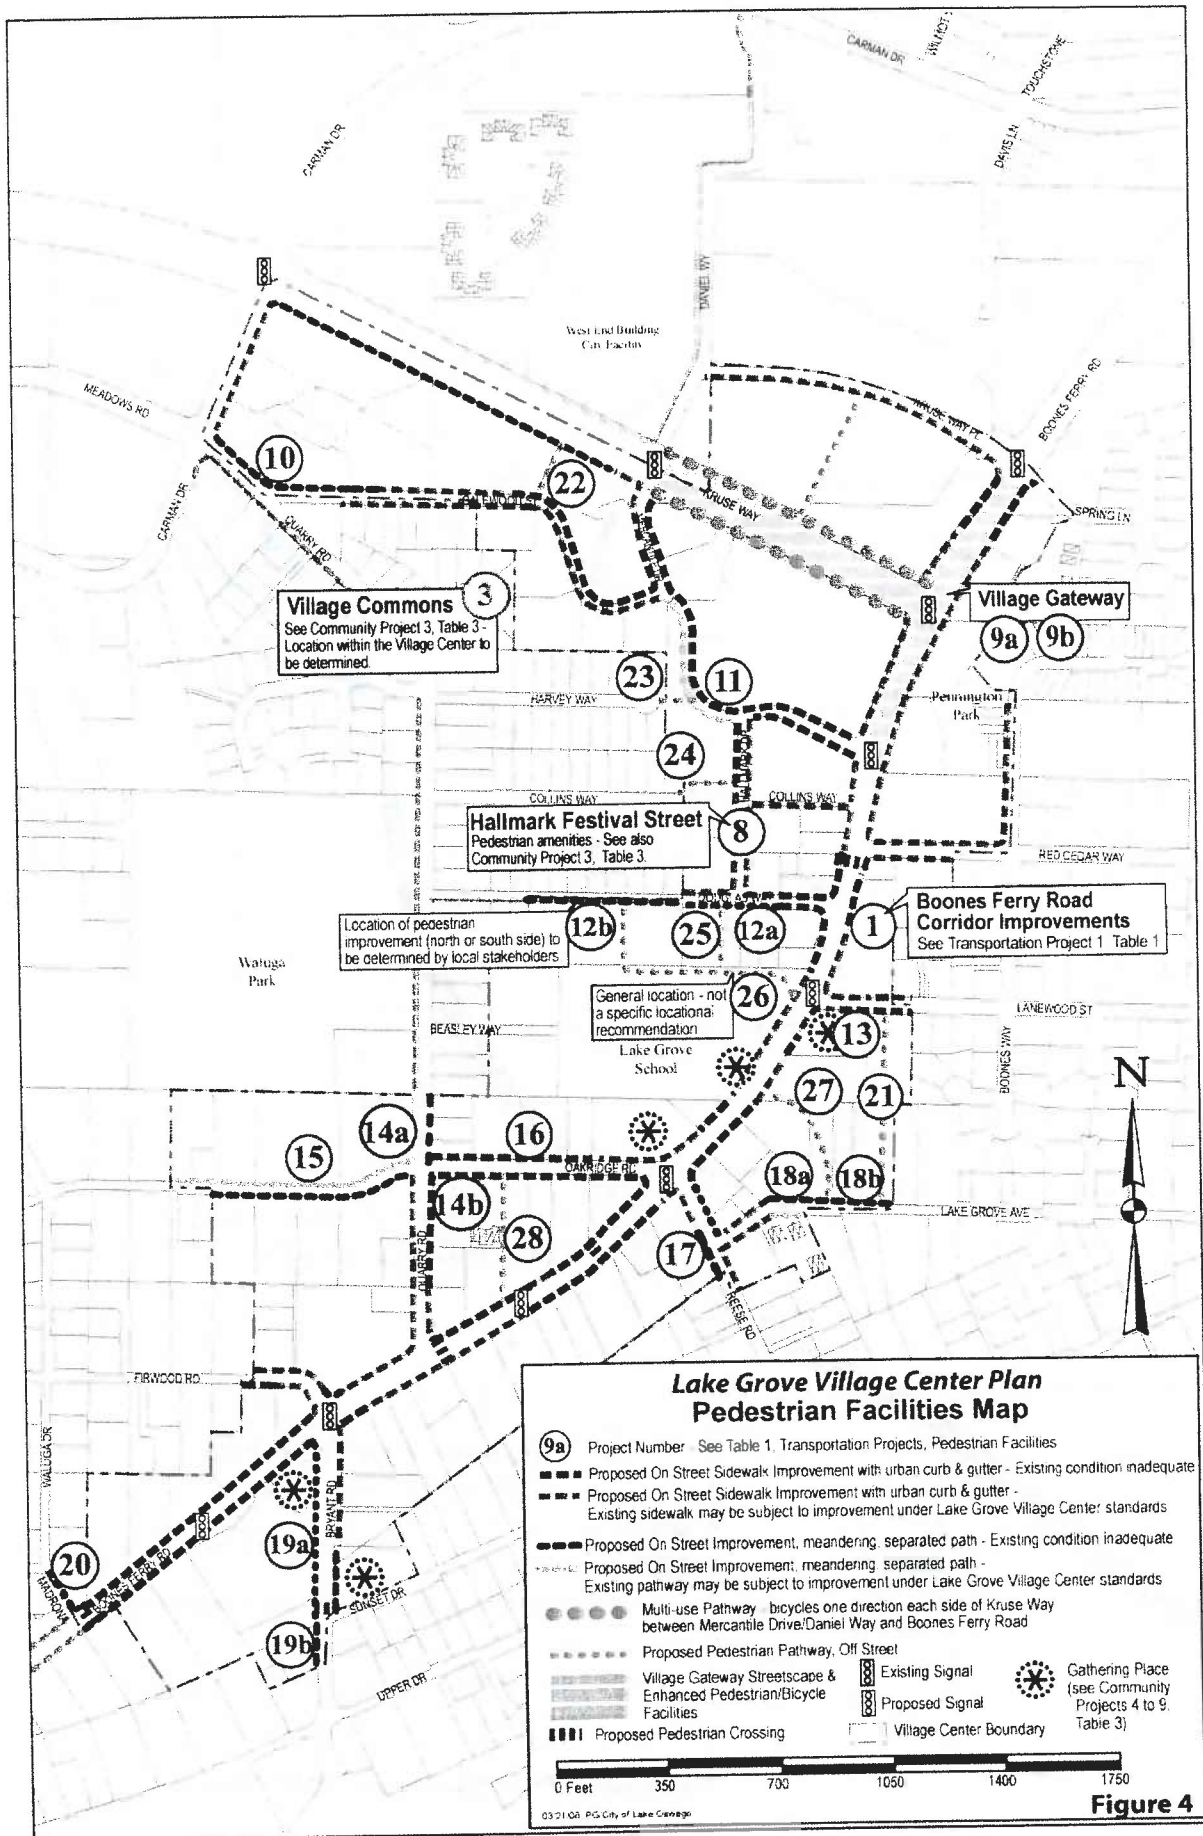 CARMAN DR
WILMOT
TOUCHSTONE
DAVIS LN
CARMAN DR
DANIEL WY
West End Building
City Facility
MEADOWS RD
BOONES FERRY RD
KRUSE WAY PL
10
22
KRUSE WAY
CARMAN DR
QUARRY RD
SPRING LN
Village Commons
3
See Community Project 3, Table 3 -
Location within the Village Center to
be determined.
Village Gateway
9a
9b
23
11
HARVEY WAY
Pennington
Park
24
COLLINS WAY
COLLINS WAY
Hallmark Festival Street
Pedestrian amenities - See also
Community Project 3, Table 3.
8
RED CEDAR WAY
Location of pedestrian
improvement (north or south side) to
be determined by local stakeholders
12b
25
12a
1
Boones Ferry Road
Corridor Improvements
See Transportation Project 1 Table 1
Waluga
Park
General location - not
a specific locational
recommendation
26
LANEWOOD ST
BEASLEY WAY
Lake Grove
School
13
BOONES WAY
N
27
21
14a
16
15
OAKRIDGE RD
18a
18b
14b
LAKE GROVE AVE
28
17
QUARRY RD
REESE RD
FIRWOOD RD
WALUGA DR
BRYANT RD
19a
20
BOONES FERRY RD
MADRONA
SUNSET DR
19b
UPPER DR
Lake Grove Village Center Plan
Pedestrian Facilities Map
9a Project Number - See Table 1, Transportation Projects, Pedestrian Facilities
Proposed On Street Sidewalk Improvement with urban curb & gutter - Existing condition inadequate
Proposed On Street Sidewalk Improvement with urban curb & gutter -
Existing sidewalk may be subject to improvement under Lake Grove Village Center standards
Proposed On Street Improvement, meandering, separated path - Existing condition inadequate
Proposed On Street Improvement, meandering, separated path -
Existing pathway may be subject to improvement under Lake Grove Village Center standards
Multi-use Pathway - bicycles one direction each side of Kruse Way
between Mercantile Drive/Daniel Way and Boones Ferry Road
Proposed Pedestrian Pathway, Off Street
Village Gateway Streetscape &
Enhanced Pedestrian/Bicycle
Facilities
Existing Signal
Proposed Signal
Gathering Place
(see Community
Projects 4 to 9,
Table 3)
Proposed Pedestrian Crossing
Village Center Boundary
0 Feet 350 700 1050 1400 1750
03/21/08 PG City of Lake Oswego
Figure 4